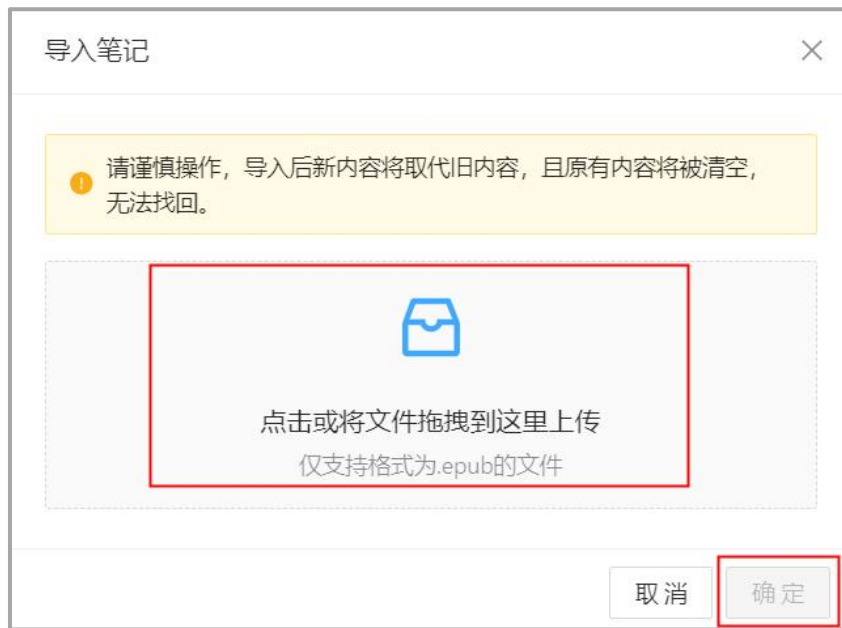 导入笔记
请谨慎操作，导入后新内容将取代旧内容，且原有内容将被清空，
无法找回。
点击或将文件拖拽到这里上传
仅支持格式为.epub的文件
取消 确定